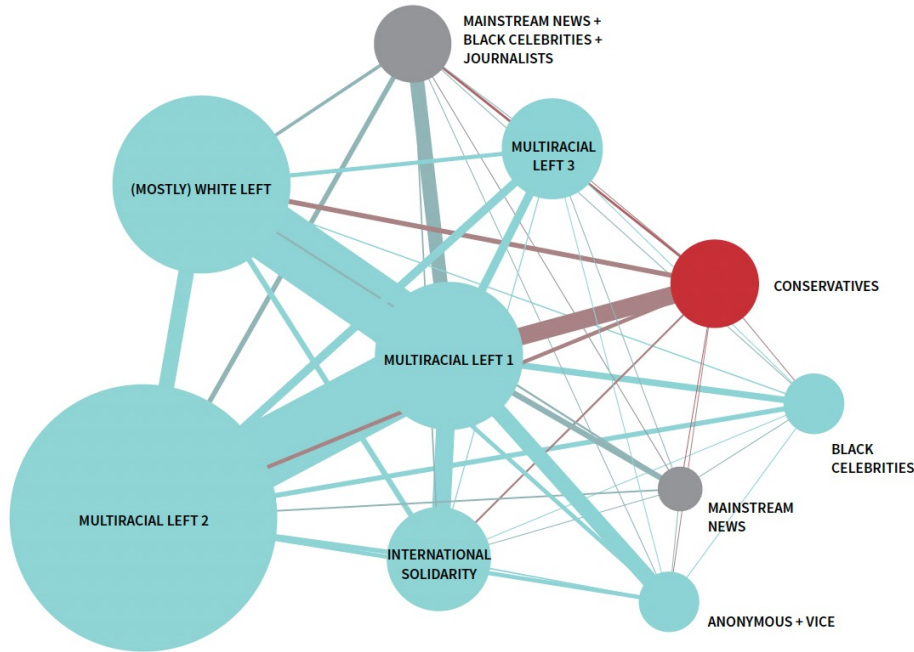 MAINSTREAM NEWS +
BLACK CELEBRITIES +
JOURNALISTS
MULTIRACIAL
LEFT 3
(MOSTLY) WHITE LEFT
CONSERVATIVES
MULTIRACIAL LEFT 1
BLACK
CELEBRITIES
MAINSTREAM
NEWS
MULTIRACIAL LEFT 2
INTERNATIONAL
SOLIDARITY
ANONYMOUS + VICE